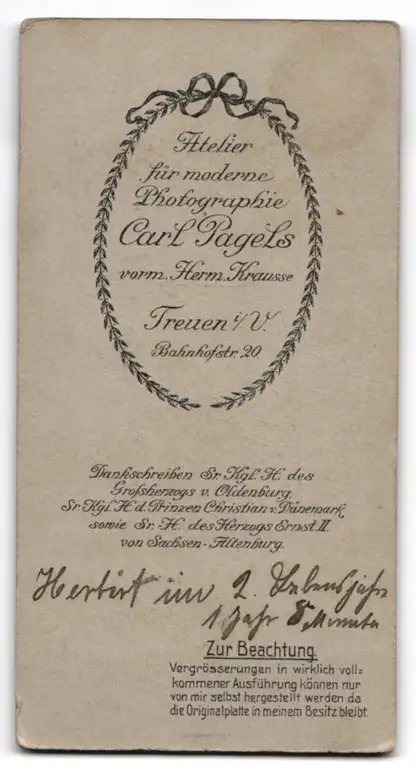 Atelier
für moderne
Photographie
Carl Pagels
vorm. Herm. Krausse
Treuen i/V.
Bahnhofstr. 20
Dankschreiben Sr. Kgl. H. des
Großherzogs v. Oldenburg,
Sr. Kgl. H. d. Prinzen Christian v. Dänemark,
sowie Sr. H. des Herzogs Ernst II.
von Sachsen-Altenburg.
im 2. Lebensjahre
1 Jahr 8 Monate
Zur Beachtung.
Vergrösserungen in wirklich voll=
kommener Ausführung können nur
von mir selbst hergestellt werden da
die Originalplatte in meinem Besitz bleibt.